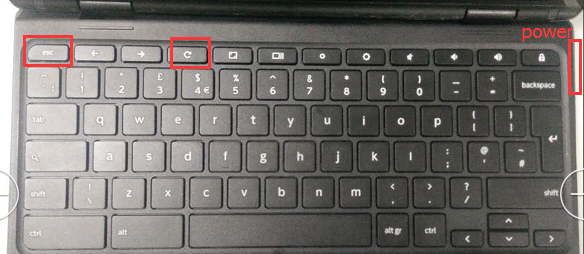 power
esc
¬ ! " £ $ % ^ & * ( ) _ +
1 2 3 4 € 5 6 7 8 9 0 - = backspace
tab q w e r t y u i o p { }
[ ]
a s d f g h j k l : @ ~
; ' #
shift | z x c v b n m < > ? shift
\ , . /
ctrl alt alt gr ctrl